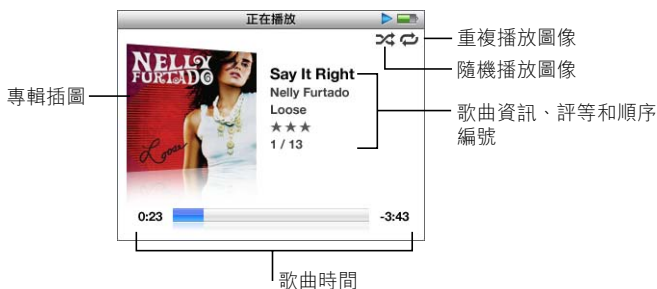 正在播放
重複播放圖像
隨機播放圖像
專輯插圖
NELLY
FURTADO
Loose
Say It Right
Nelly Furtado
Loose
★★★
1 / 13
歌曲資訊、評等和順序
編號
0:23
-3:43
歌曲時間